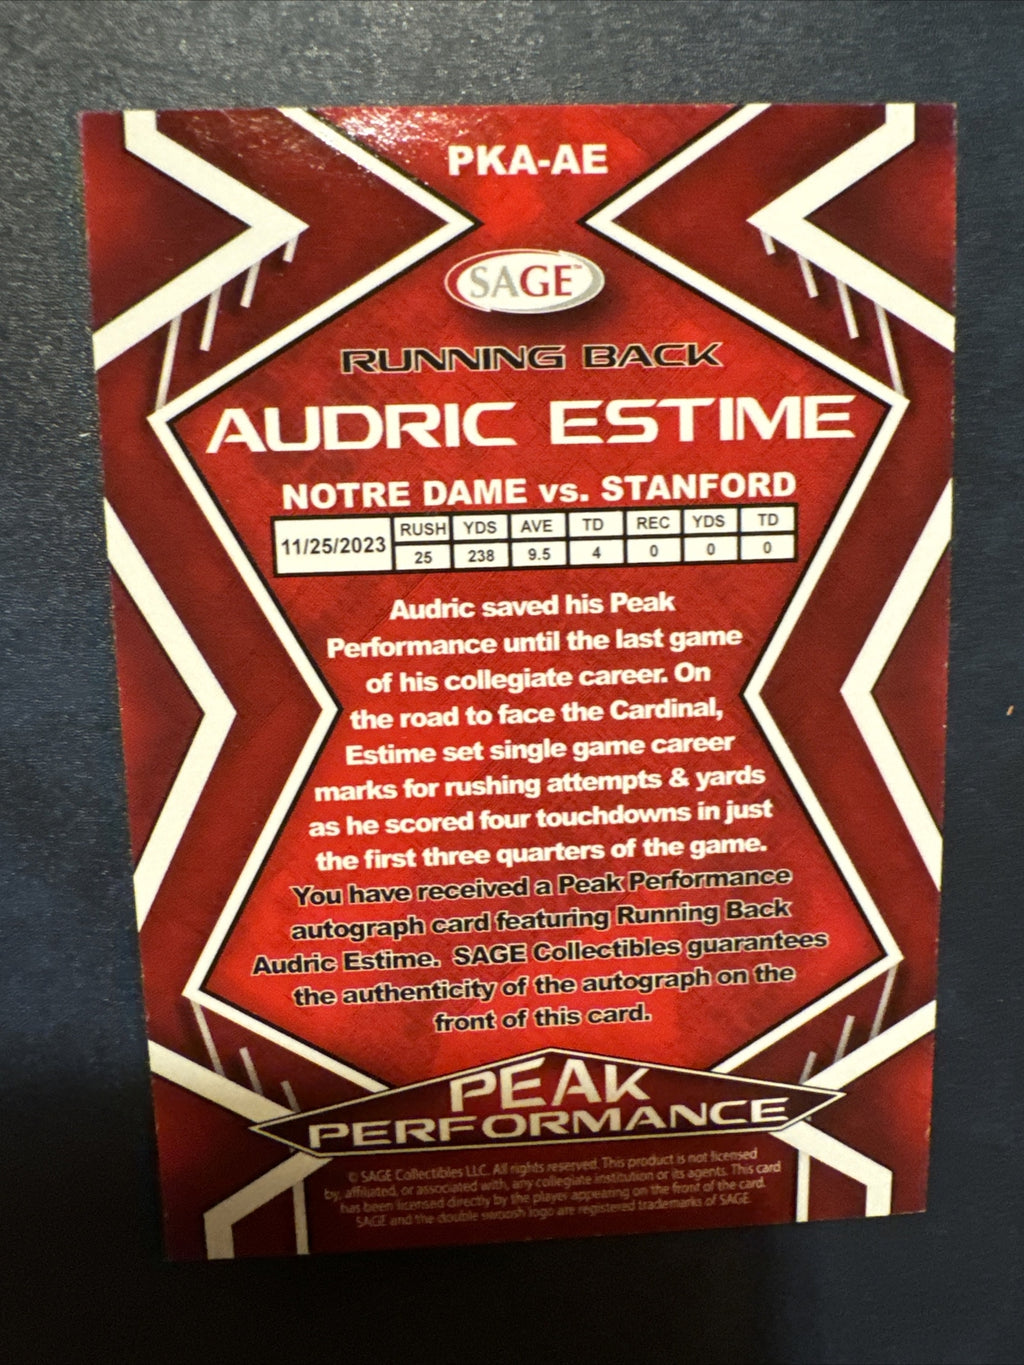 PKA-AE
SAGE™
RUNNING BACK
AUDRIC ESTIME
NOTRE DAME vs. STANFORD
11/25/2023 RUSH YDS AVE TD REC YDS TD
25 238 9.5 4 0 0 0
Audric saved his Peak
Performance until the last game
of his collegiate career. On
the road to face the Cardinal,
Estime set single game career
marks for rushing attempts & yards
as he scored four touchdowns in just
the first three quarters of the game.
You have received a Peak Performance
autograph card featuring Running Back
Audric Estime. SAGE Collectibles guarantees
the authenticity of the autograph on the
front of this card.
PEAK
PERFORMANCE
© SAGE Collectibles LLC. All rights reserved. This product is not licensed
by, affiliated, or associated with, any collegiate institution or its agents. This card
has been licensed directly by the player appearing on the front of the card.
SAGE and the double swoosh logo are registered trademarks of SAGE.